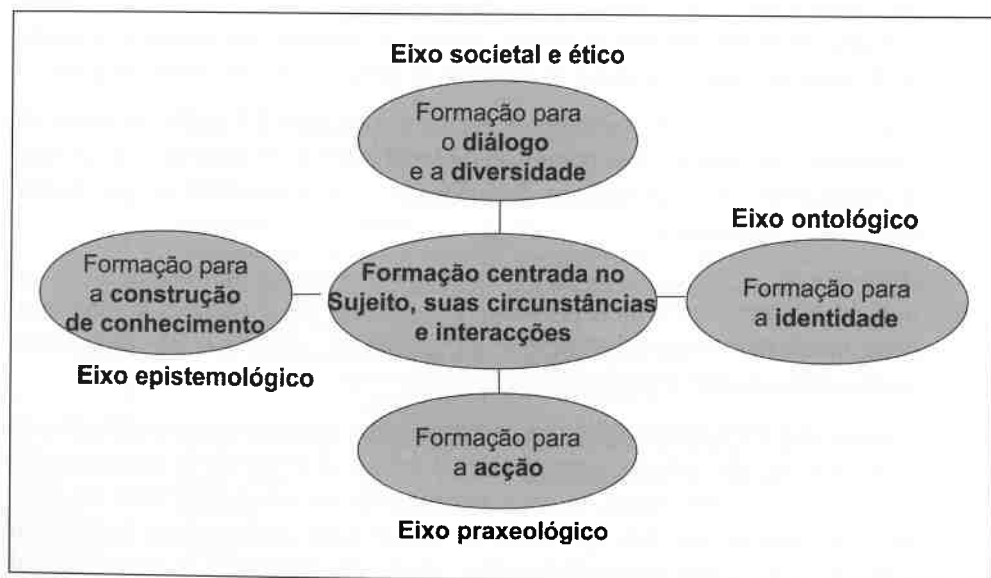 Eixo societal e ético
Formação para
o diálogo
e a diversidade
Eixo ontológico
Formação para
a construção
de conhecimento
Eixo epistemológico
Formação centrada no
Sujeito, suas circunstâncias
e interacções
Formação para
a identidade
Formação para
a acção
Eixo praxeológico